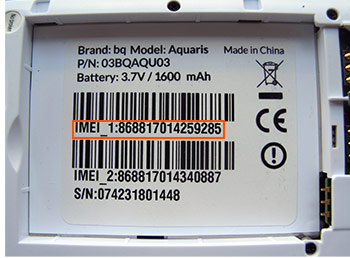 Brand: bq Model: Aquaris Made in China
P/N: 03BQAQU03
Battery: 3.7V / 1600 mAh
IMEI_1:868817014259285
IMEI_2:868817014340887
S/N:074231801448